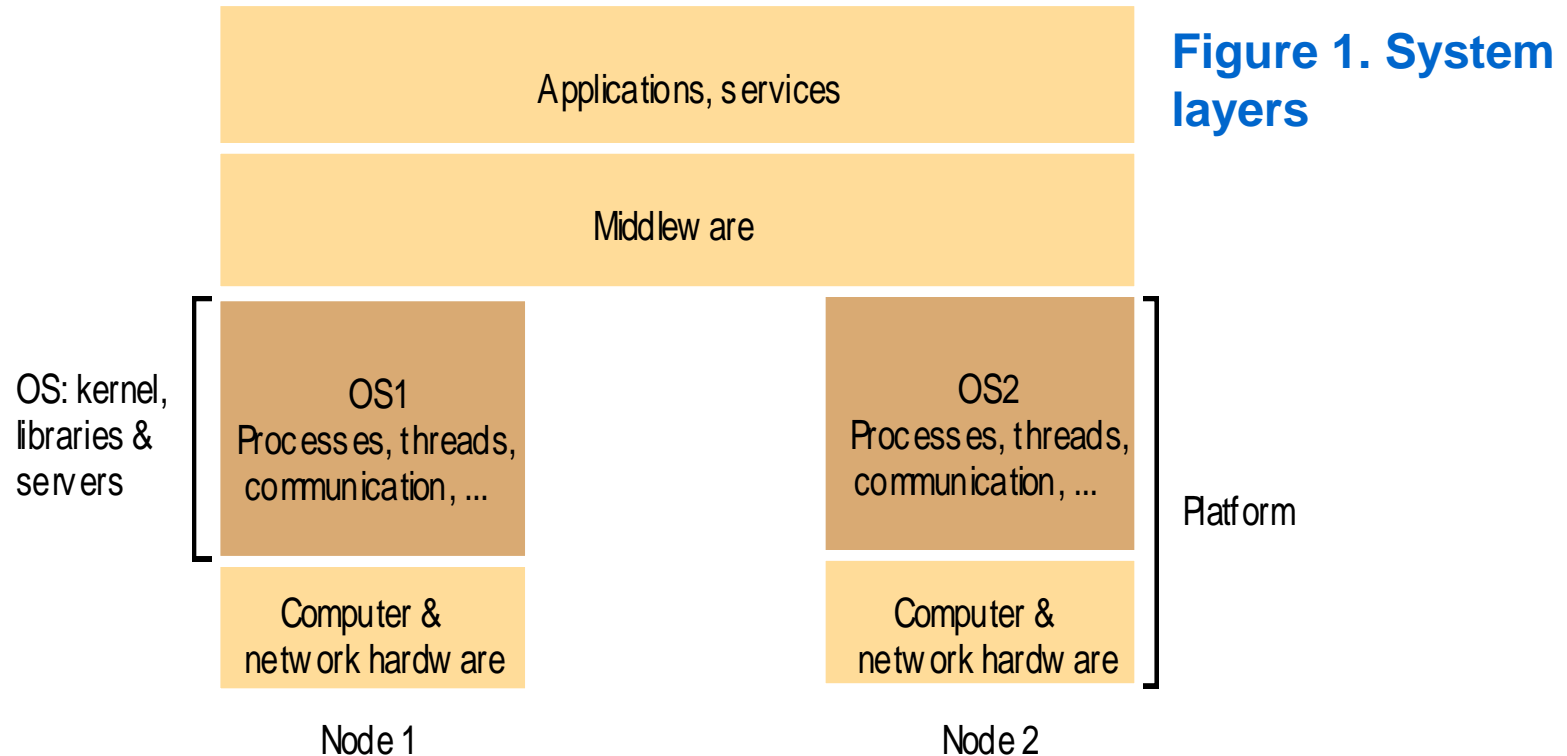 Figure 1. System
layers
Applications, services
Middleware
OS: kernel,
libraries &
servers
OS1
Processes, threads,
communication, ...
OS2
Processes, threads,
communication, ...
Platform
Computer &
network hardware
Computer &
network hardware
Node 1
Node 2